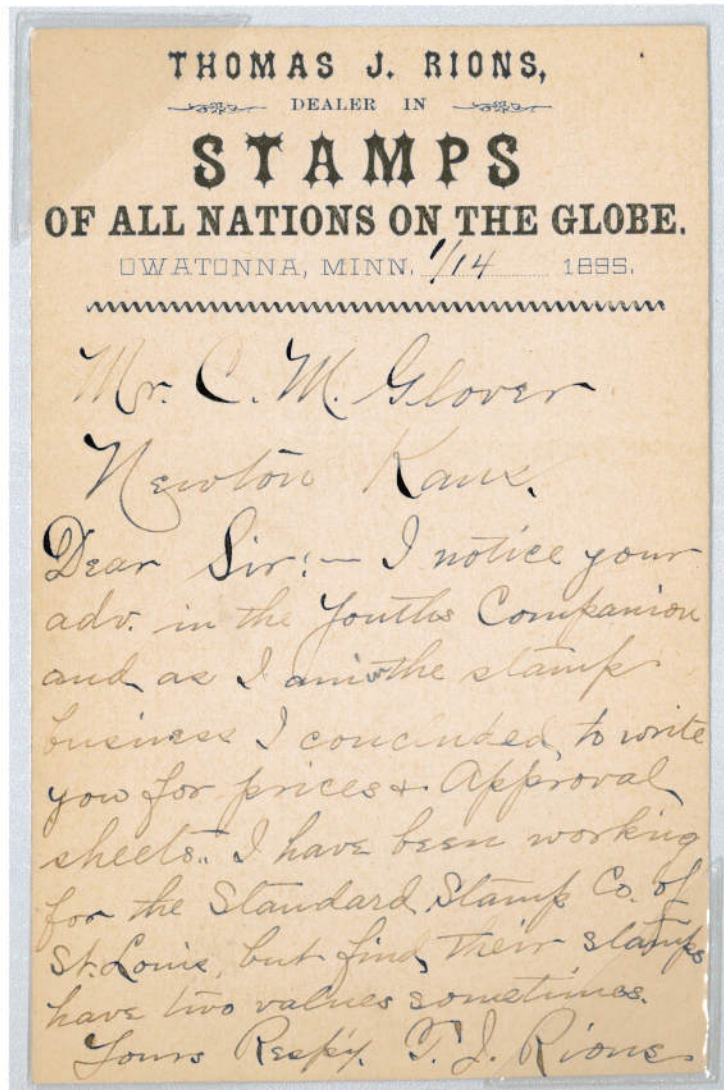 THOMAS J. RIONS,
DEALER IN
STAMPS
OF ALL NATIONS ON THE GLOBE.
OWATONNA, MINN. 1/14 1895.
Mr. C. M. Glover
Newton Kans.
Dear Sir:— I notice your
adv. in the Youths Companion
and as I am in the stamp
business I concluded to write
you for prices & Approval
sheets. I have been working
for the Standard Stamp Co. of
St. Louis, but find their stamps
have two values sometimes.
Yours Resp'y. T. J. Rions.